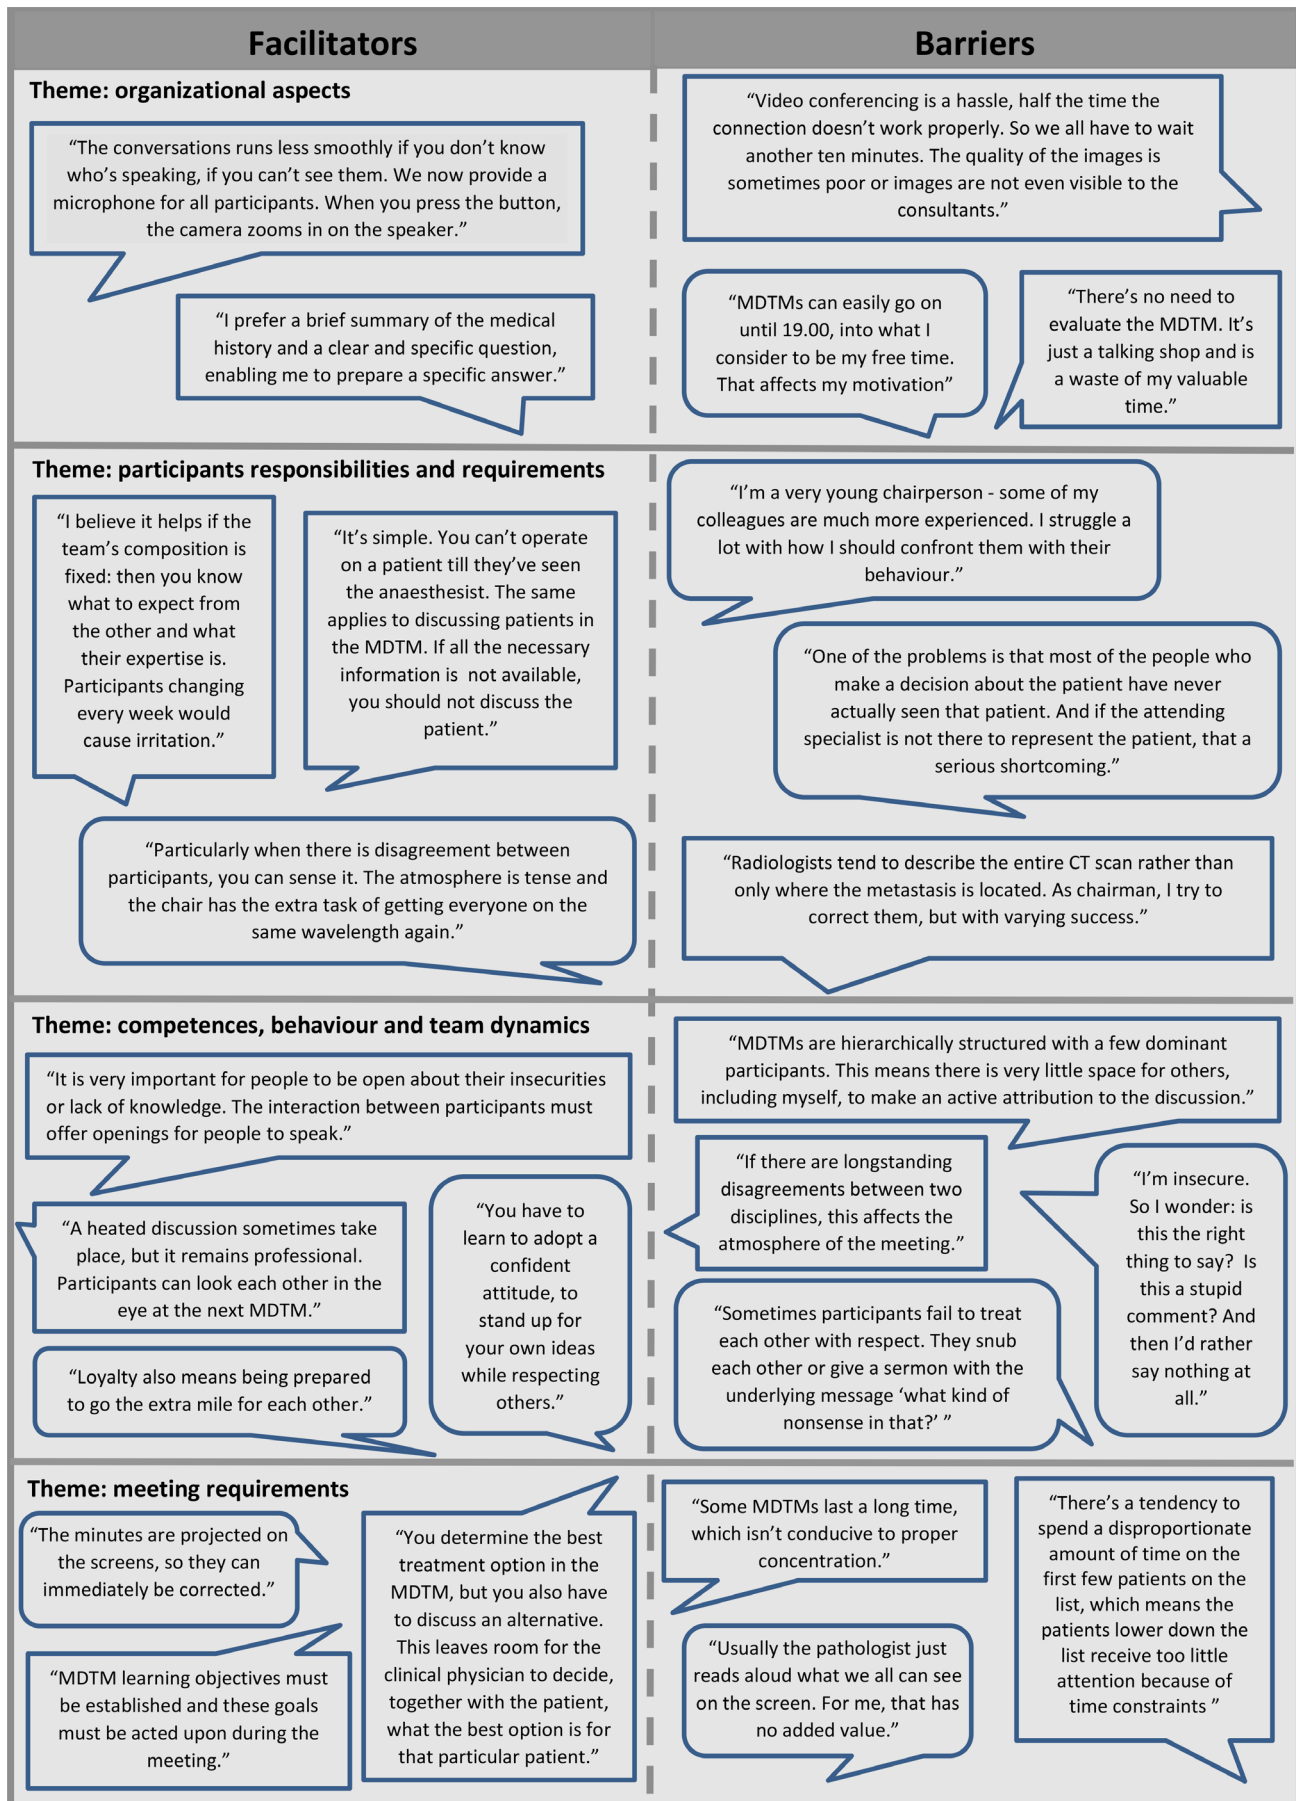 Facilitators
Barriers
Theme: organizational aspects
“The conversations runs less smoothly if you don’t know
who’s speaking, if you can’t see them. We now provide a
microphone for all participants. When you press the button,
the camera zooms in on the speaker.”
“I prefer a brief summary of the medical
history and a clear and specific question,
enabling me to prepare a specific answer.”
“Video conferencing is a hassle, half the time the
connection doesn’t work properly. So we all have to wait
another ten minutes. The quality of the images is
sometimes poor or images are not even visible to the
consultants.”
“MDTMs can easily go on
until 19.00, into what I
consider to be my free time.
That affects my motivation”
“There’s no need to
evaluate the MDTM. It’s
just a talking shop and is
a waste of my valuable
time.”
Theme: participants responsibilities and requirements
“I believe it helps if the
team’s composition is
fixed: then you know
what to expect from
the other and what
their expertise is.
Participants changing
every week would
cause irritation.”
“It’s simple. You can’t operate
on a patient till they’ve seen
the anaesthesist. The same
applies to discussing patients in
the MDTM. If all the necessary
information is  not available,
you should not discuss the
patient.”
“Particularly when there is disagreement between
participants, you can sense it. The atmosphere is tense and
the chair has the extra task of getting everyone on the
same wavelength again.”
“I’m a very young chairperson - some of my
colleagues are much more experienced. I struggle a
lot with how I should confront them with their
behaviour.”
“One of the problems is that most of the people who
make a decision about the patient have never
actually seen that patient. And if the attending
specialist is not there to represent the patient, that a
serious shortcoming.”
“Radiologists tend to describe the entire CT scan rather than
only where the metastasis is located. As chairman, I try to
correct them, but with varying success.”
Theme: competences, behaviour and team dynamics
“It is very important for people to be open about their insecurities
or lack of knowledge. The interaction between participants must
offer openings for people to speak.”
“A heated discussion sometimes take
place, but it remains professional.
Participants can look each other in the
eye at the next MDTM.”
“Loyalty also means being prepared
to go the extra mile for each other.”
“You have to
learn to adopt a
confident
attitude, to
stand up for
your own ideas
while respecting
others.”
“MDTMs are hierarchically structured with a few dominant
participants. This means there is very little space for others,
including myself, to make an active attribution to the discussion.”
“If there are longstanding
disagreements between two
disciplines, this affects the
atmosphere of the meeting.”
“I’m insecure.
So I wonder: is
this the right
thing to say?  Is
this a stupid
comment? And
then I’d rather
say nothing at
all.”
“Sometimes participants fail to treat
each other with respect. They snub
each other or give a sermon with the
underlying message ‘what kind of
nonsense in that?’ ”
Theme: meeting requirements
“The minutes are projected on
the screens, so they can
immediately be corrected.”
“MDTM learning objectives must
be established and these goals
must be acted upon during the
meeting.”
“You determine the best
treatment option in the
MDTM, but you also have
to discuss an alternative.
This leaves room for the
clinical physician to decide,
together with the patient,
what the best option is for
that particular patient.”
“Some MDTMs last a long time,
which isn’t conducive to proper
concentration.”
“Usually the pathologist just
reads aloud what we all can see
on the screen. For me, that has
no added value.”
“There’s a tendency to
spend a disproportionate
amount of time on the
first few patients on the
list, which means the
patients lower down the
list receive too little
attention because of
time constraints ”